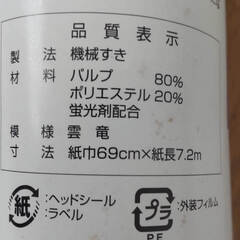 品質表示
製法 機械すき
材料 パルプ 80%
ポリエステル 20%
蛍光剤配合
模様 雲竜
寸法 紙巾69cm×紙長7.2m
紙 :ヘッドシール
:ラベル
プラ :外装フィルム
PE